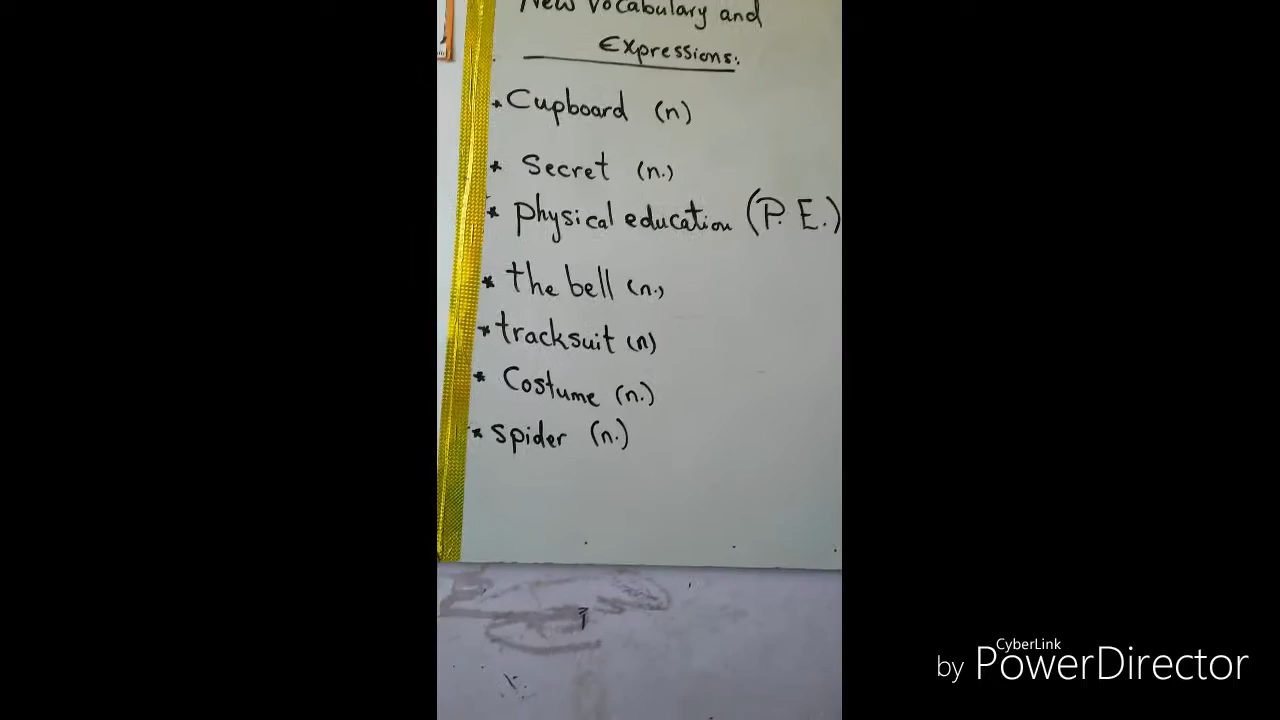 New Vocabulary and
Expressions:
* Cupboard (n)
* Secret (n.)
* physical education (P. E.)
* the bell (n.)
* tracksuit (n)
* Costume (n.)
* spider (n.)
CyberLink
by PowerDirector